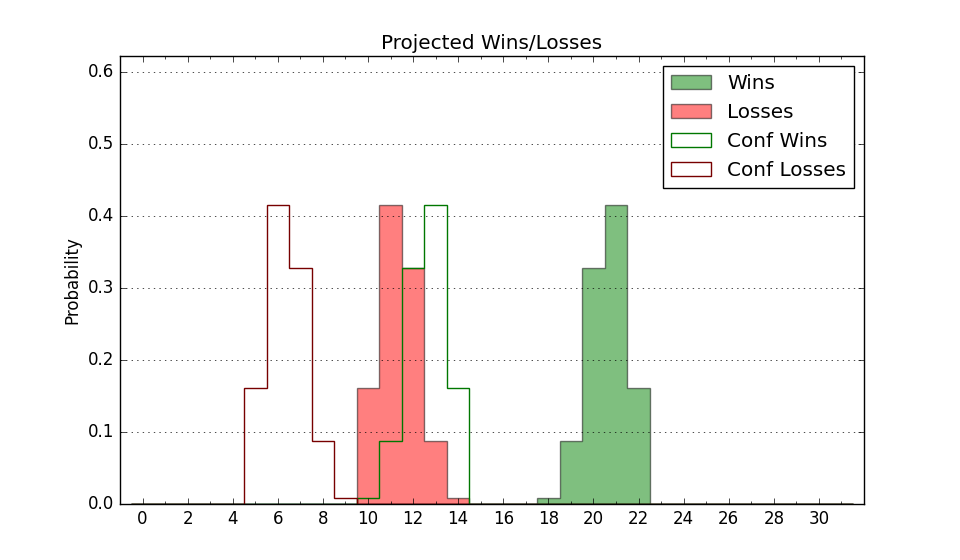 Projected Wins/Losses
0.6
0.5
0.4
0.3
0.2
0.1
0.0
Probability
Wins
Losses
Conf Wins
Conf Losses
0 2 4 6 8 10 12 14 16 18 20 22 24 26 28 30